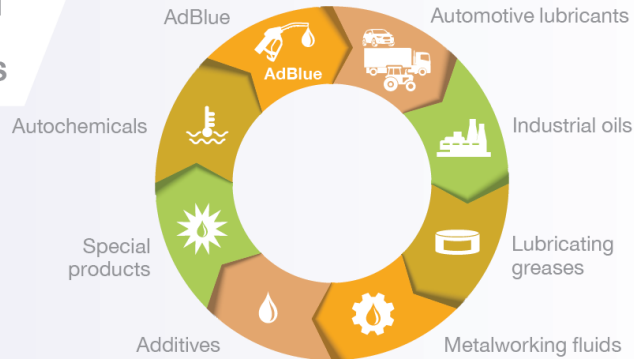 AdBlue
Automotive lubricants
AdBlue
Autochemicals
Industrial oils
Special
products
Lubricating
greases
Additives
Metalworking fluids